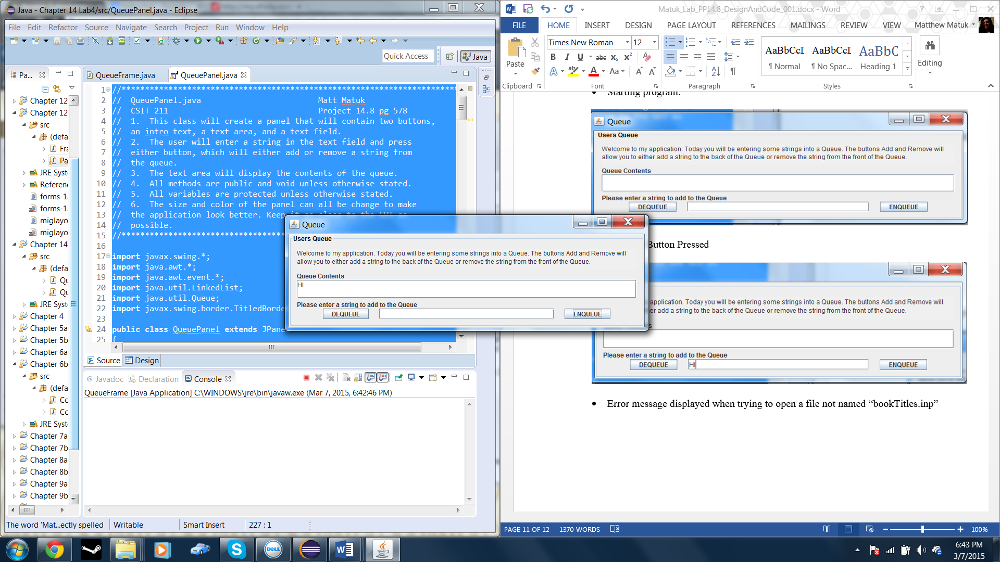 Java - Chapter 14 Lab4/src/QueuePanel.java - Eclipse
File Edit Refactor Source Navigate Search Project Run Window Help
Quick Access
Java
Pa...
QueueFrame.java
QueuePanel.java
Chapter 12
Chapter 12
src
(defa
Fra
Pa
JRE Syst
Referenc
forms-1.
forms-1.
miglayo
miglayo
Chapter 14
src
(defa
Qu
Qu
JRE Syst
Chapter 4
Chapter 5a
Chapter 5b
Chapter 6a
Chapter 6b
src
(defa
Co
Co
JRE Syst
Chapter 7a
Chapter 7b
Chapter 8a
Chapter 8b
Chapter 9a
Chapter 9b
1 //************************************************************************
2 // QueuePanel.java Matt Matuk
3 // CSIT 211 Project 14.8 pg 578
4 // 1. This class will create a panel that will contain two buttons,
5 // an intro text, a text area, and a text field.
6 // 2. The user will enter a string in the text field and press
7 // either button, which will either add or remove a string from
8 // the queue.
9 // 3. The text area will display the contents of the queue.
10 // 4. All methods are public and void unless otherwise stated.
11 // 5. All variables are protected unless otherwise stated.
12 // 6. The size and color of the panel can all be change to make
13 // the application look better. Keep it as close to the GUI as
14 // possible.
15 //***********************************
16
17 import javax.swing.*;
18 import java.awt.*;
19 import java.awt.event.*;
20 import java.util.LinkedList;
21 import java.util.Queue;
22 import javax.swing.border.TitledBorde
23
24 public class QueuePanel extends JPane
25 {
Source Design
Javadoc Declaration Console
QueueFrame [Java Application] C:\WINDOWS\jre\bin\javaw.exe (Mar 7, 2015, 6:42:46 PM)
The word 'Mat...ectly spelled Writable Smart Insert 227 : 1
Queue
Users Queue
Welcome to my application. Today you will be entering some strings into a Queue. The buttons Add and Remove will
allow you to either add a string to the back of the Queue or remove the string from the front of the Queue.
Queue Contents
HI
Please enter a string to add to the Queue
DEQUEUE ENQUEUE
Matuk_Lab_PP14.8_DesignAndCode_001.docx - Word
FILE HOME INSERT DESIGN PAGE LAYOUT REFERENCES MAILINGS REVIEW VIEW Matthew Matuk
Paste
Times New Roman 12
B I U abc X₂ X²
A Aa A A
AaBbCcI AaBbCcI AaBbC
¶ Normal ¶ No Spac... Heading 1
Editing
Clipboard Font Paragraph Styles
• Starting program.
Queue
Users Queue
Welcome to my application. Today you will be entering some strings into a Queue. The buttons Add and Remove will
allow you to either add a string to the back of the Queue or remove the string from the front of the Queue.
Queue Contents
Please enter a string to add to the Queue
DEQUEUE ENQUEUE
Button Pressed
application. Today you will be entering some strings into a Queue. The buttons Add and Remove will
her add a string to the back of the Queue or remove the string from the front of the Queue.
s
Please enter a string to add to the Queue
DEQUEUE HI ENQUEUE
• Error message displayed when trying to open a file not named “bookTitles.inp”
PAGE 11 OF 12 1370 WORDS 100%
DELL
6:43 PM
3/7/2015